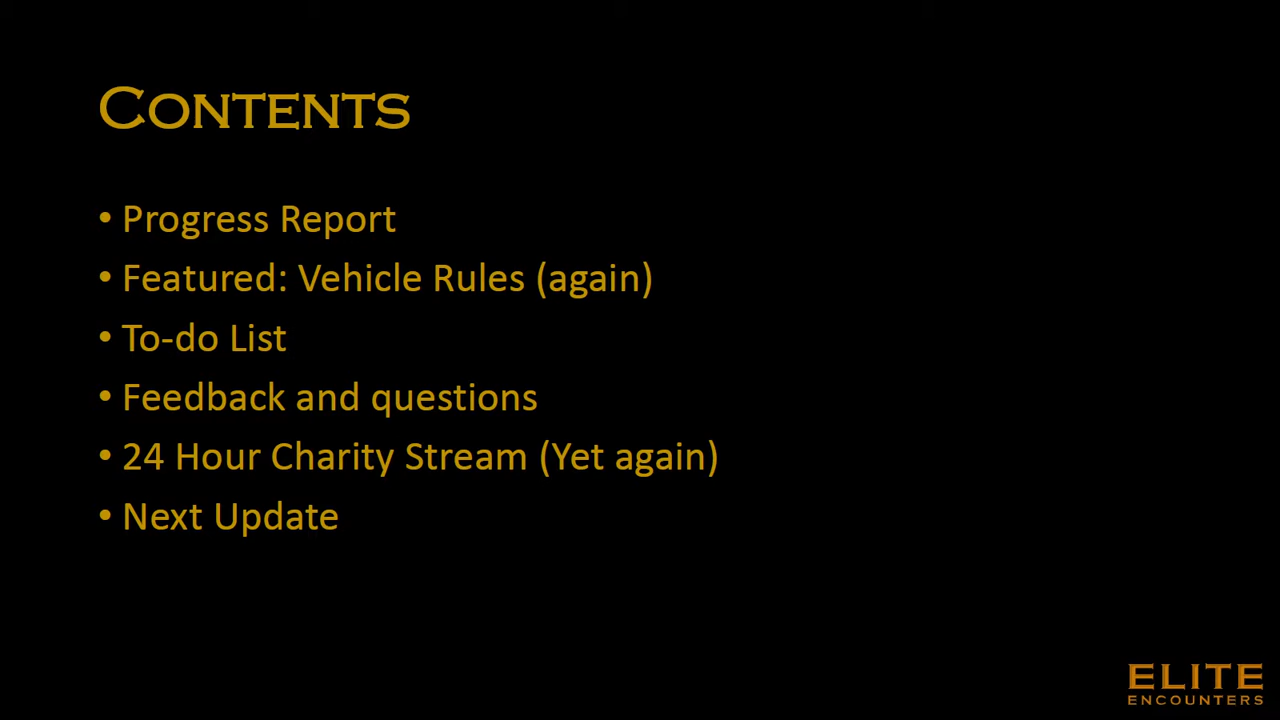 Contents
• Progress Report
• Featured: Vehicle Rules (again)
• To-do List
• Feedback and questions
• 24 Hour Charity Stream (Yet again)
• Next Update
ELITE
ENCOUNTERS